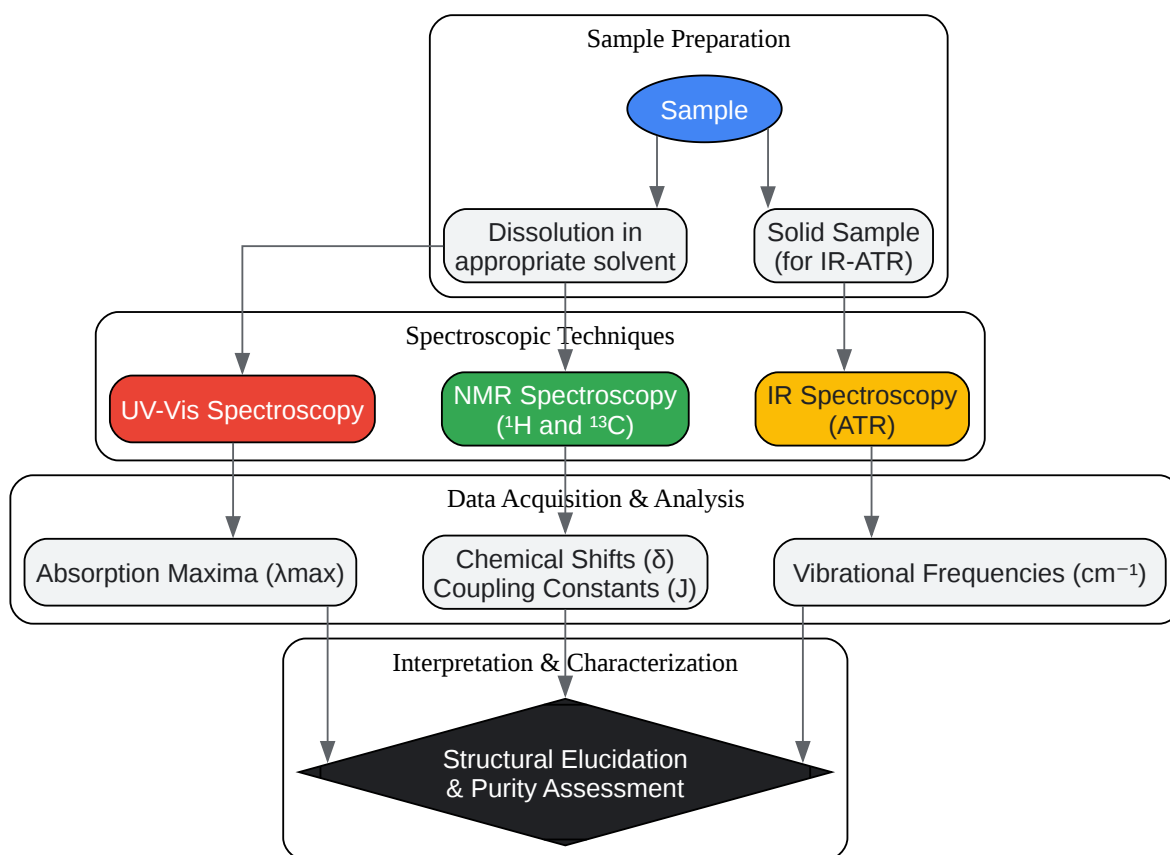 Sample Preparation
Sample
Dissolution in
appropriate solvent
Solid Sample
(for IR-ATR)
Spectroscopic Techniques
UV-Vis Spectroscopy
NMR Spectroscopy
(¹H and ¹³C)
IR Spectroscopy
(ATR)
Data Acquisition & Analysis
Absorption Maxima (λmax)
Chemical Shifts (δ)
Coupling Constants (J)
Vibrational Frequencies (cm⁻¹)
Interpretation & Characterization
Structural Elucidation
& Purity Assessment